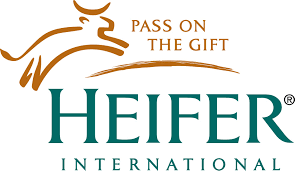 PASS ON
THE GIFT
HEIFER®
INTERNATIONAL